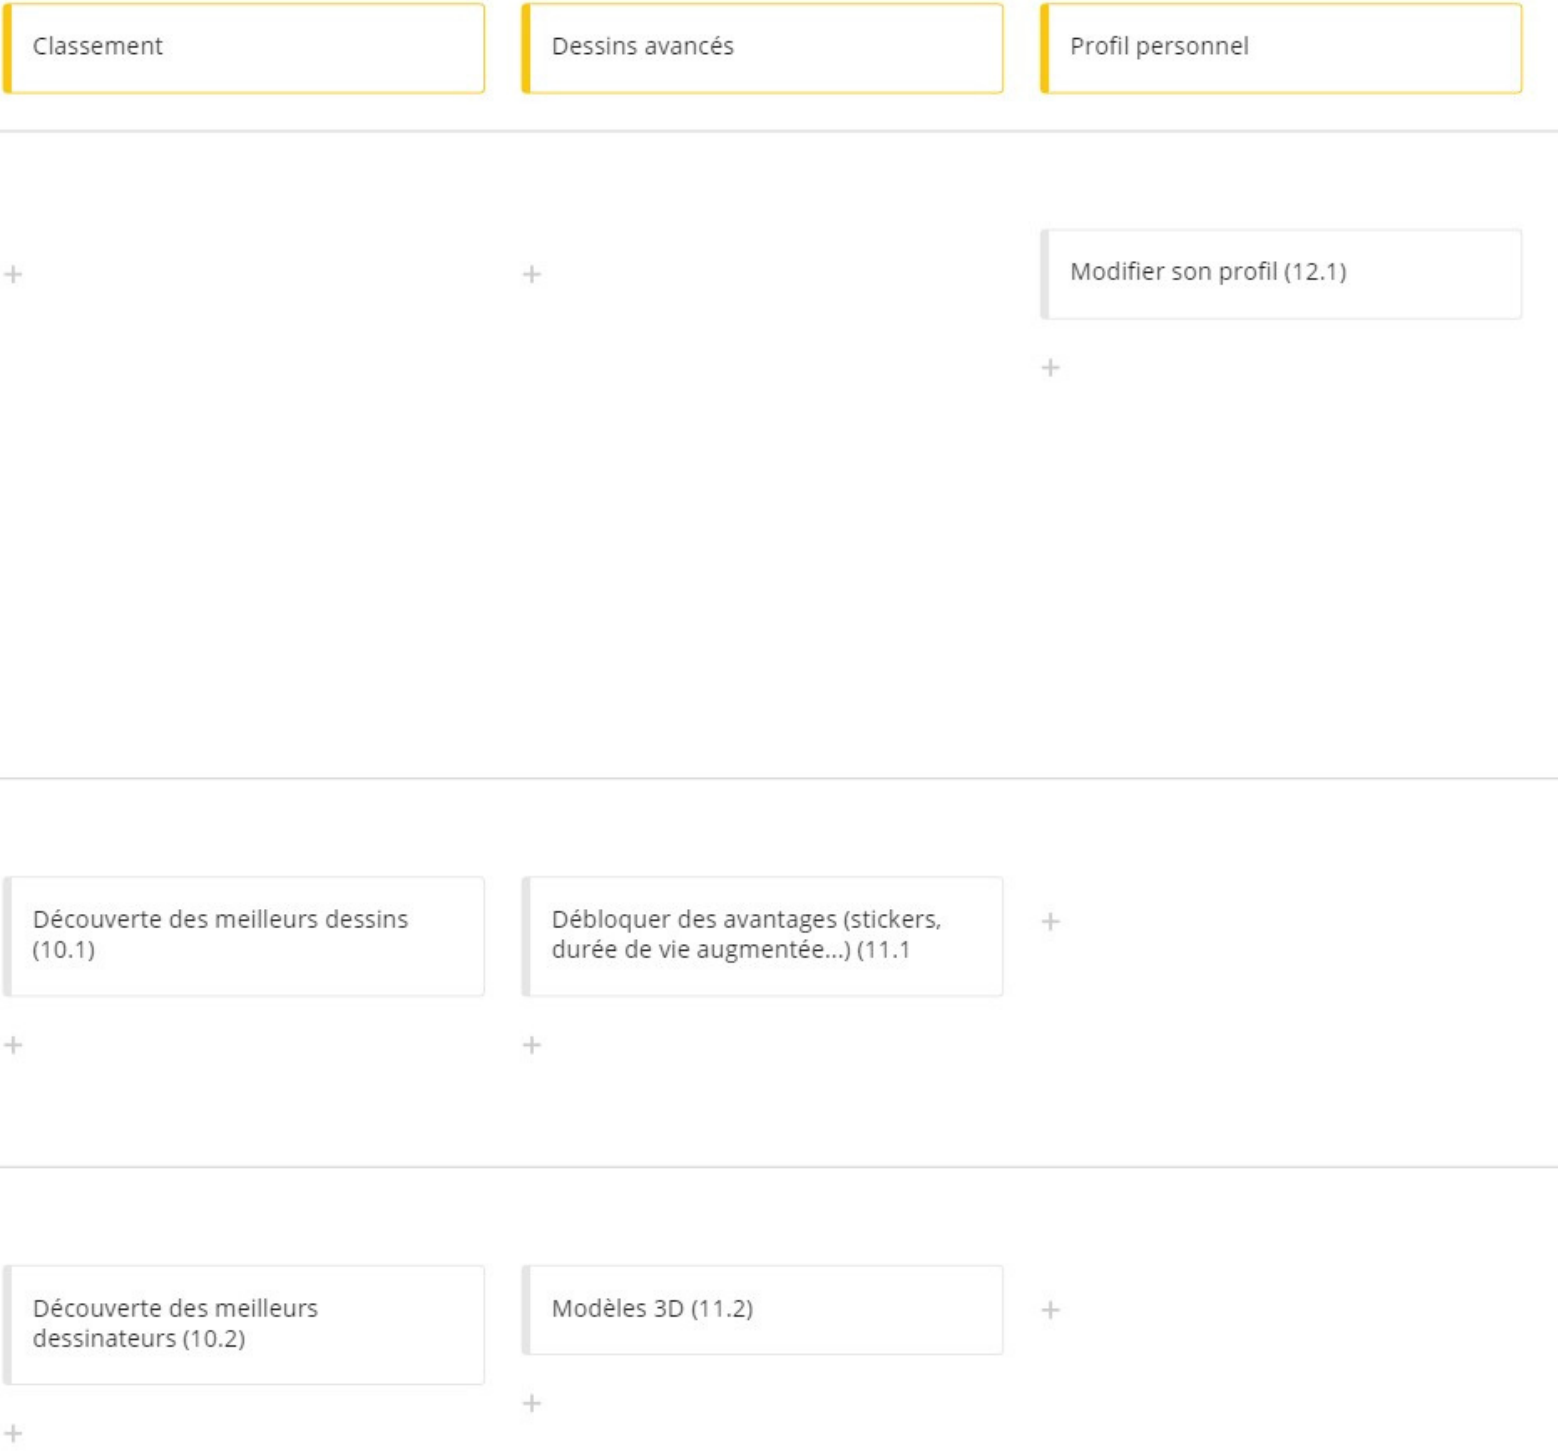 Classement
Dessins avancés
Profil personnel
Modifier son profil (12.1)
Découverte des meilleurs dessins
(10.1)
Débloquer des avantages (stickers,
durée de vie augmentée...) (11.1
Découverte des meilleurs
dessinateurs (10.2)
Modèles 3D (11.2)